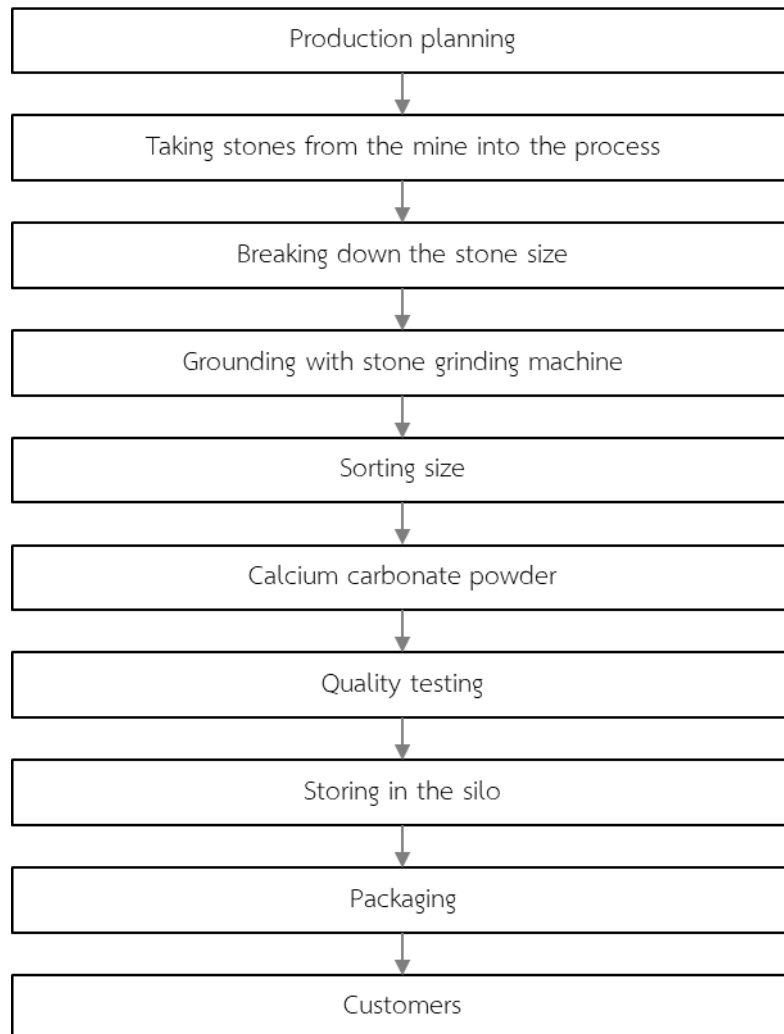 Production planning
Taking stones from the mine into the process
Breaking down the stone size
Grounding with stone grinding machine
Sorting size
Calcium carbonate powder
Quality testing
Storing in the silo
Packaging
Customers